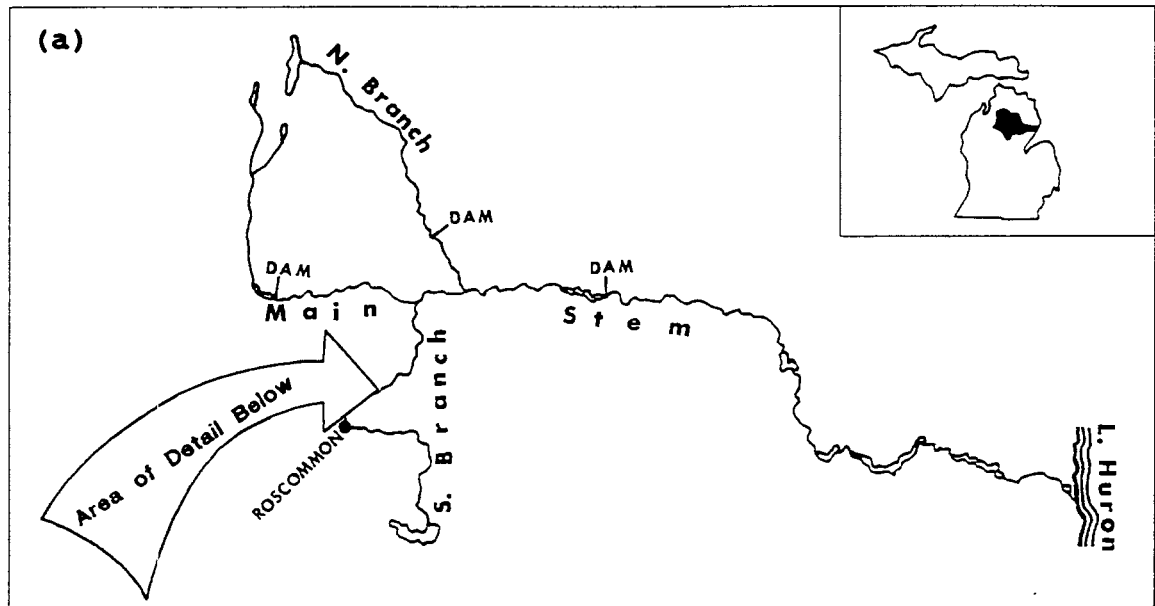 (a)
N. Branch
DAM
DAM
DAM
Main
Stem
Area of Detail Below
ROSCOMMON
S. Branch
L. Huron